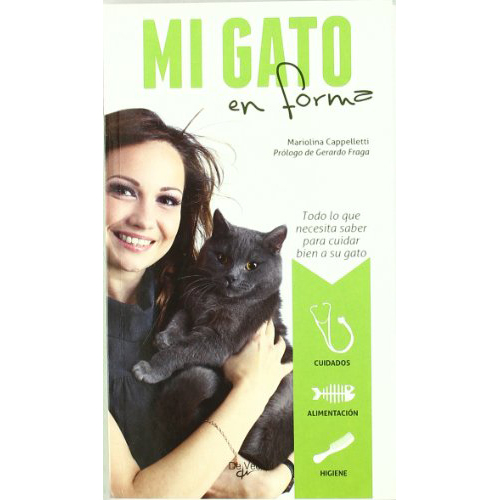 MI GATO
en forma
Mariolina Cappelletti
Prólogo de Gerardo Fraga
Todo lo que
necesita saber
para cuidar
bien a su gato
CUIDADOS
ALIMENTACIÓN
HIGIENE